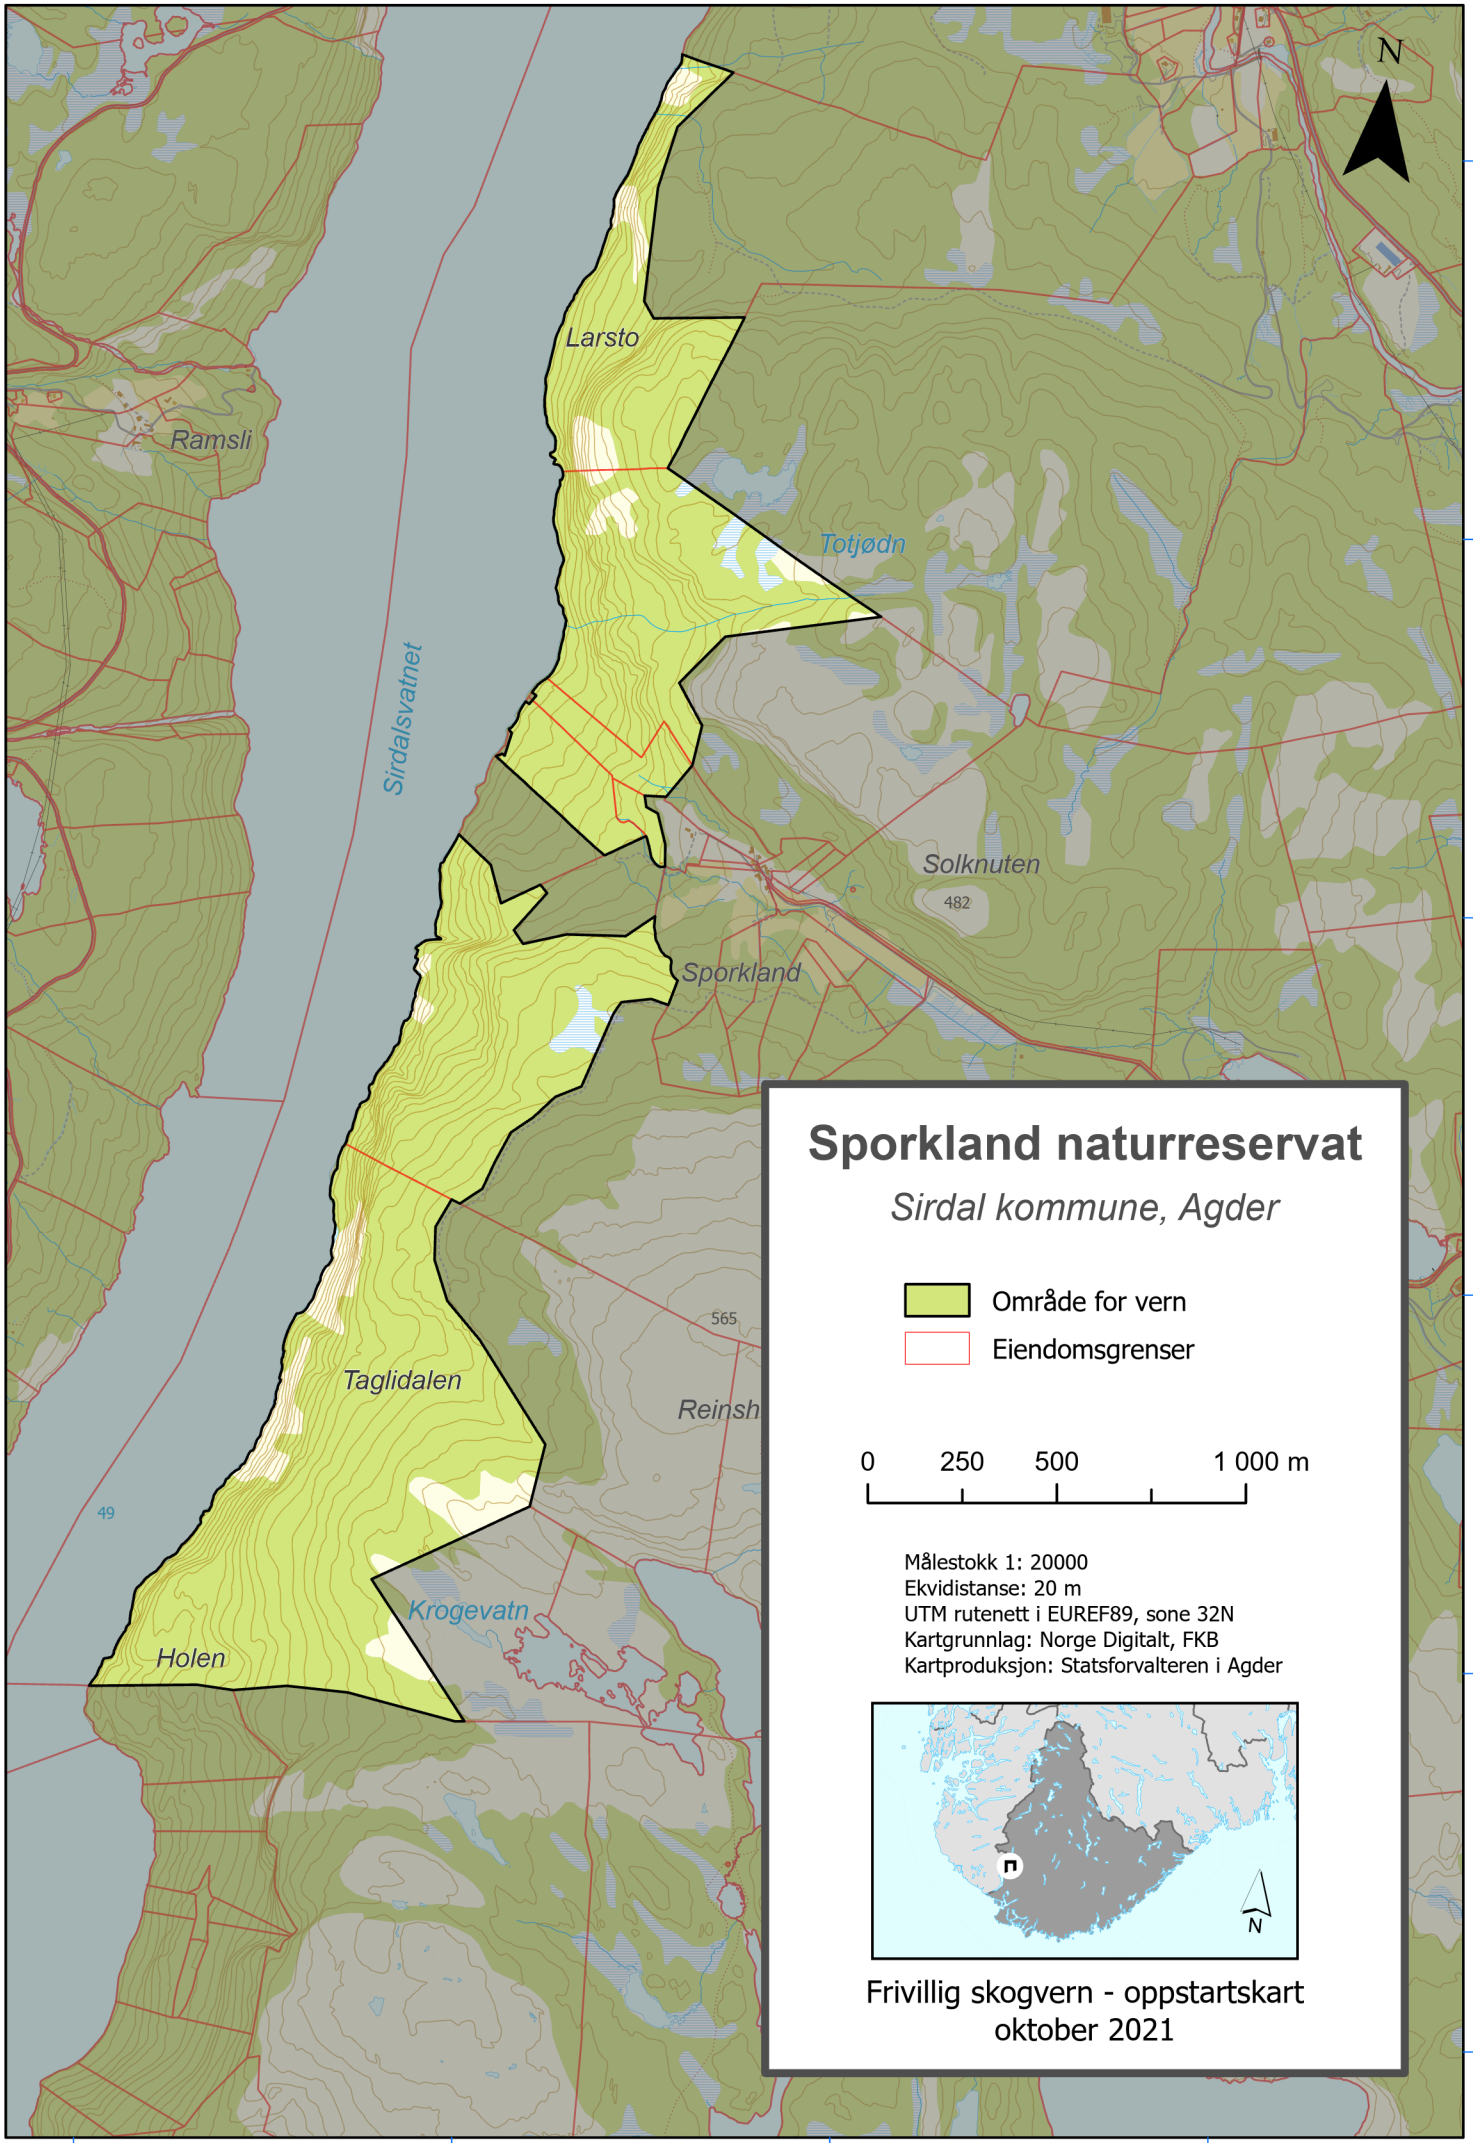 N
Larsto
Ramsli
Totjødn
Sirdalsvatnet
Solknuten
482
Sporkland
Sporkland naturreservat
Sirdal kommune, Agder
Område for vern
Eiendomsgrenser
565
Taglidalen
Reinsh
0 250 500 1 000 m
49
Målestokk 1: 20000
Ekvidistanse: 20 m
UTM rutenett i EUREF89, sone 32N
Kartgrunnlag: Norge Digitalt, FKB
Kartproduksjon: Statsforvalteren i Agder
Krogevatn
Holen
N
Frivillig skogvern - oppstartskart
oktober 2021